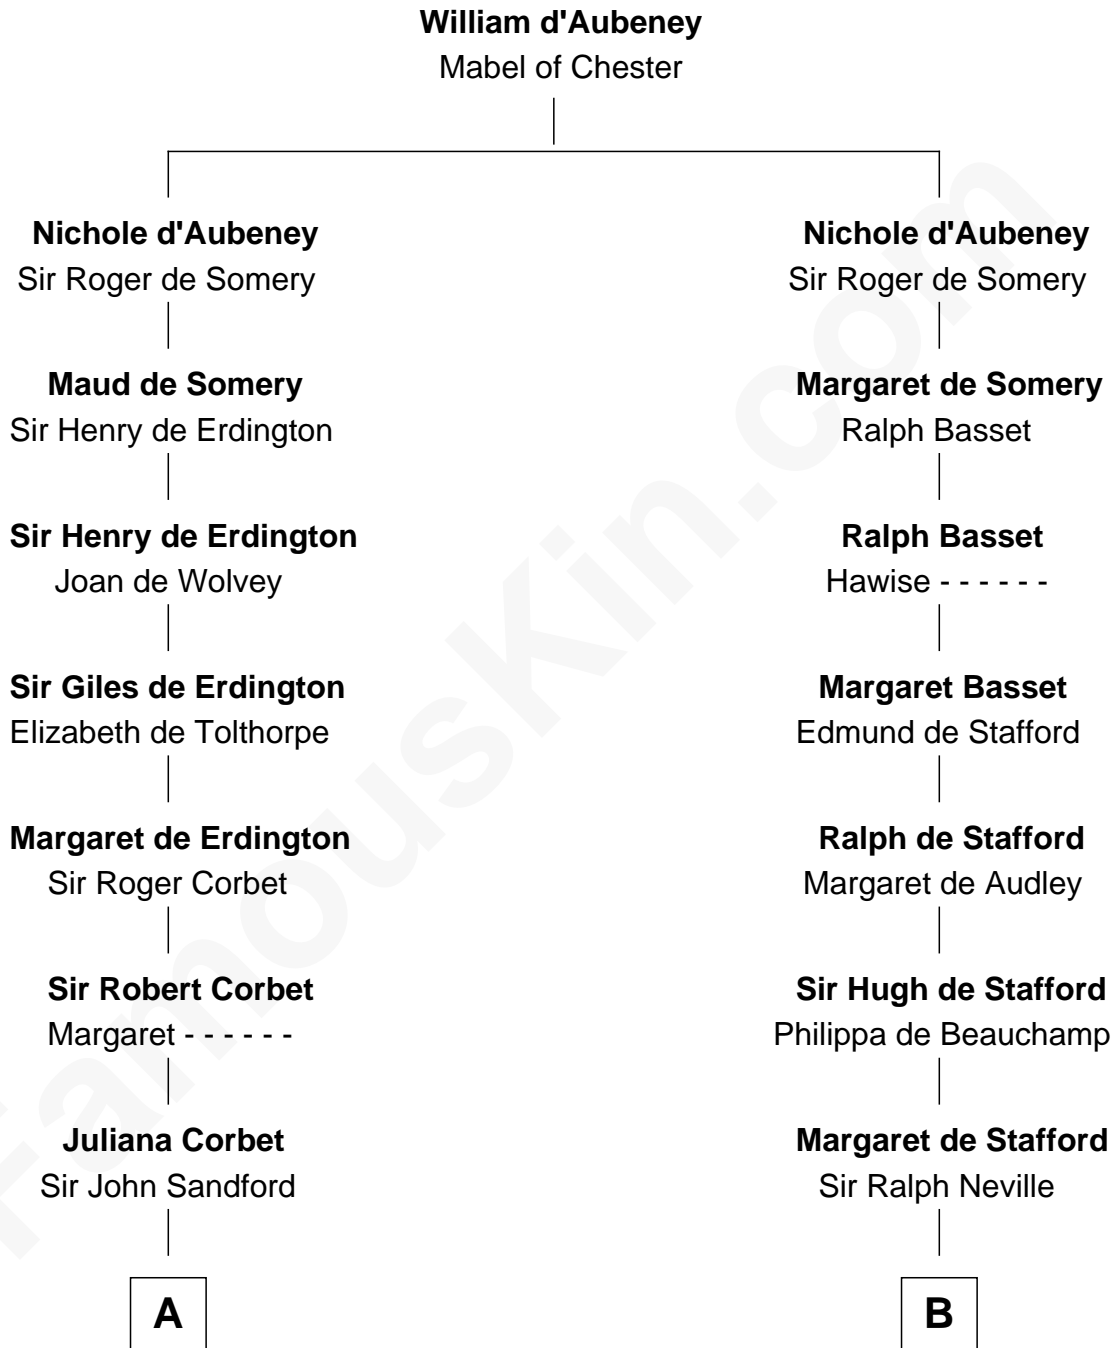 William d'Aubeney
Mabel of Chester
Nichole d'Aubeney
Sir Roger de Somery
Maud de Somery
Sir Henry de Erdington
Sir Henry de Erdington
Joan de Wolvey
Sir Giles de Erdington
Elizabeth de Tolthorpe
Margaret de Erdington
Sir Roger Corbet
Sir Robert Corbet
Margaret - - - - - -
Juliana Corbet
Sir John Sandford
A
Nichole d'Aubeney
Sir Roger de Somery
Margaret de Somery
Ralph Basset
Ralph Basset
Hawise - - - - - -
Margaret Basset
Edmund de Stafford
Ralph de Stafford
Margaret de Audley
Sir Hugh de Stafford
Philippa de Beauchamp
Margaret de Stafford
Sir Ralph Neville
B
FamousKin.com